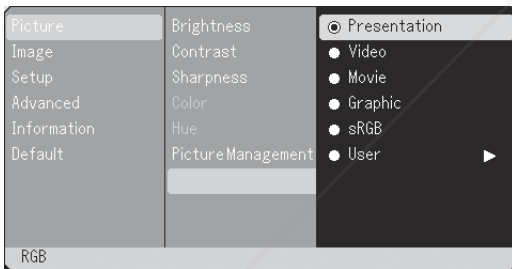 Picture
Image
Setup
Advanced
Information
Default
Brightness
Contrast
Sharpness
Color
Hue
Picture Management
Presentation
Video
Movie
Graphic
sRGB
User
RGB